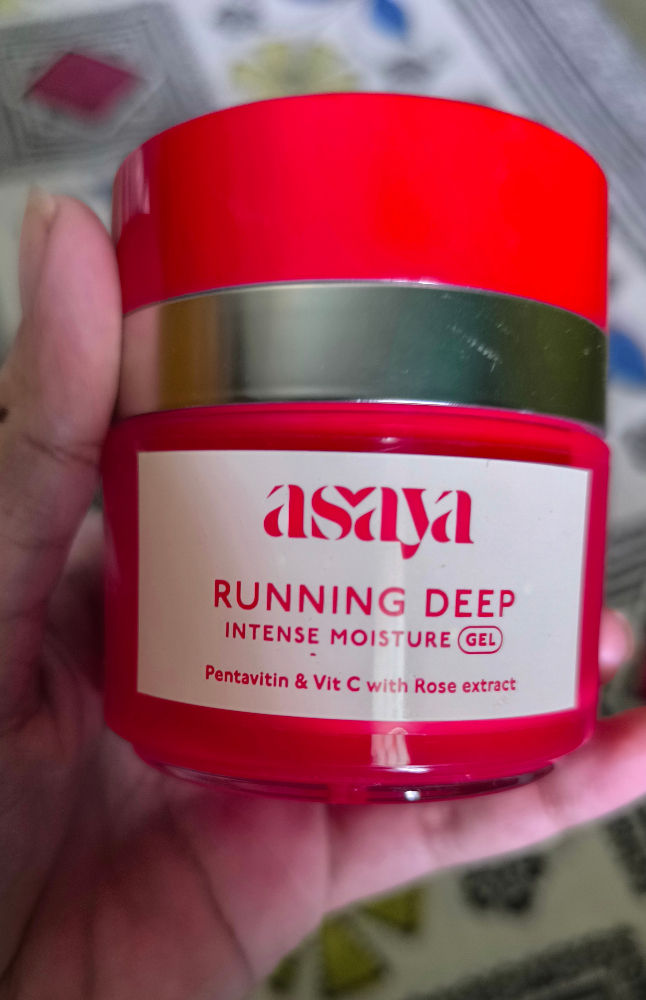 asaya
RUNNING DEEP
INTENSE MOISTURE GEL
Pentavitin & Vit C with Rose extract